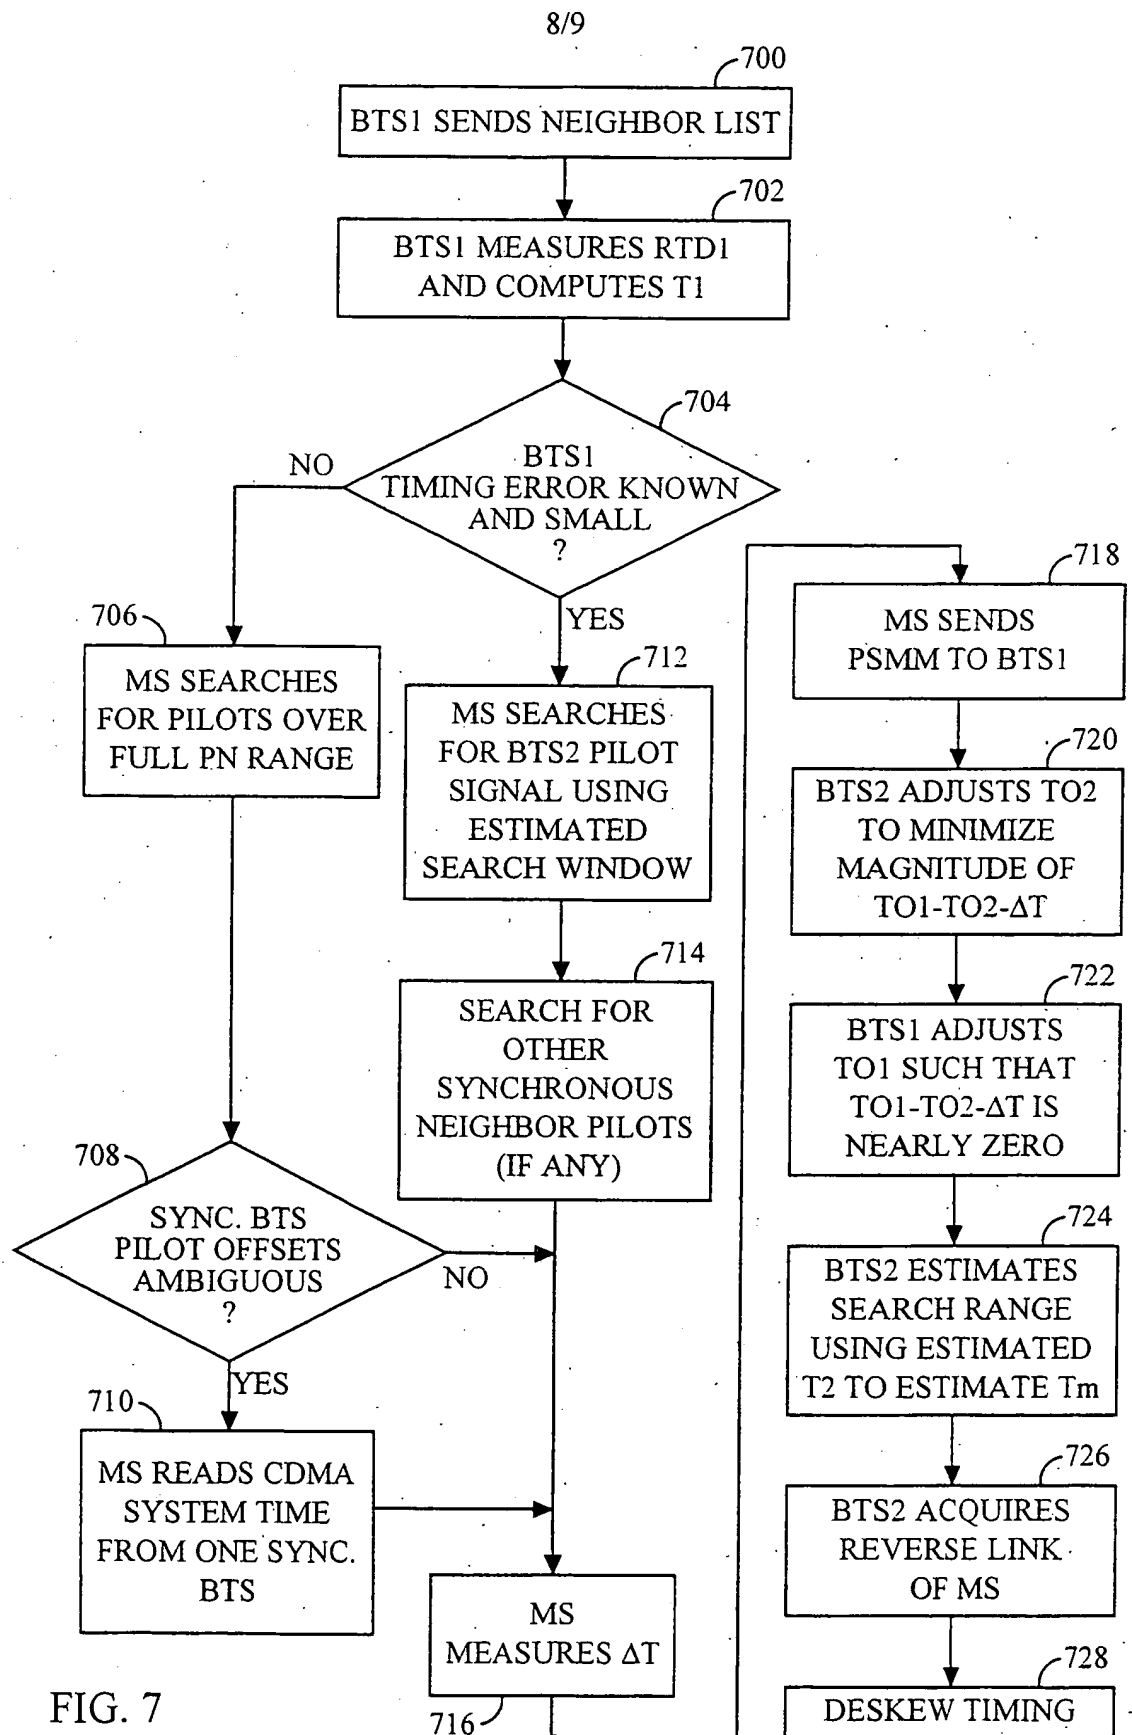 8/9
700
BTS1 SENDS NEIGHBOR LIST
702
BTS1 MEASURES RTD1
AND COMPUTES T1
704
BTS1
TIMING ERROR KNOWN
AND SMALL
?
NO
YES
706
MS SEARCHES
FOR PILOTS OVER
FULL PN RANGE
708
SYNC. BTS
PILOT OFFSETS
AMBIGUOUS
?
NO
YES
710
MS READS CDMA
SYSTEM TIME
FROM ONE SYNC.
BTS
712
MS SEARCHES
FOR BTS2 PILOT
SIGNAL USING
ESTIMATED
SEARCH WINDOW
714
SEARCH FOR
OTHER
SYNCHRONOUS
NEIGHBOR PILOTS
(IF ANY)
MS
MEASURES ΔT
716
718
MS SENDS
PSMM TO BTS1
720
BTS2 ADJUSTS TO2
TO MINIMIZE
MAGNITUDE OF
TO1-TO2-ΔT
722
BTS1 ADJUSTS
TO1 SUCH THAT
TO1-TO2-ΔT IS
NEARLY ZERO
724
BTS2 ESTIMATES
SEARCH RANGE
USING ESTIMATED
T2 TO ESTIMATE Tm
726
BTS2 ACQUIRES
REVERSE LINK
OF MS
728
DESKEW TIMING
FIG. 7